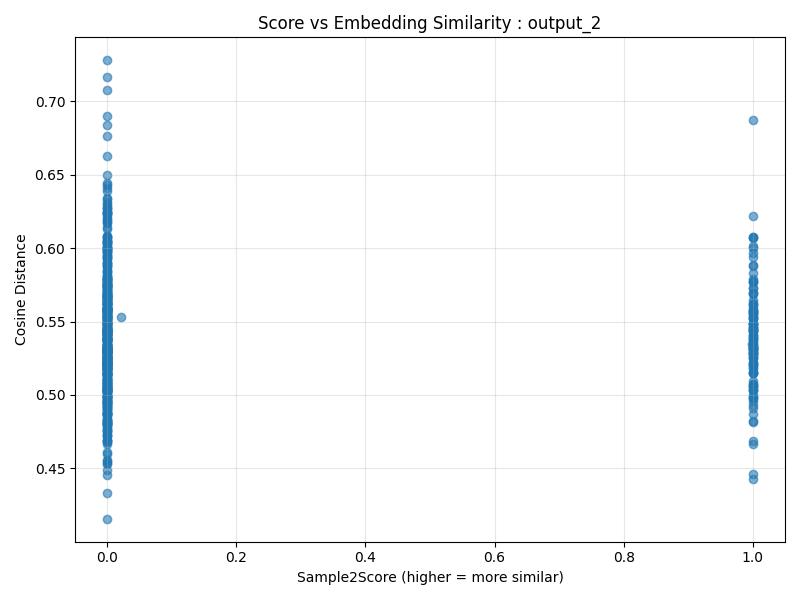 Score vs Embedding Similarity : output_2
0.70
0.65
0.60
0.55
0.50
0.45
Cosine Distance
0.0 0.2 0.4 0.6 0.8 1.0
Sample2Score (higher = more similar)